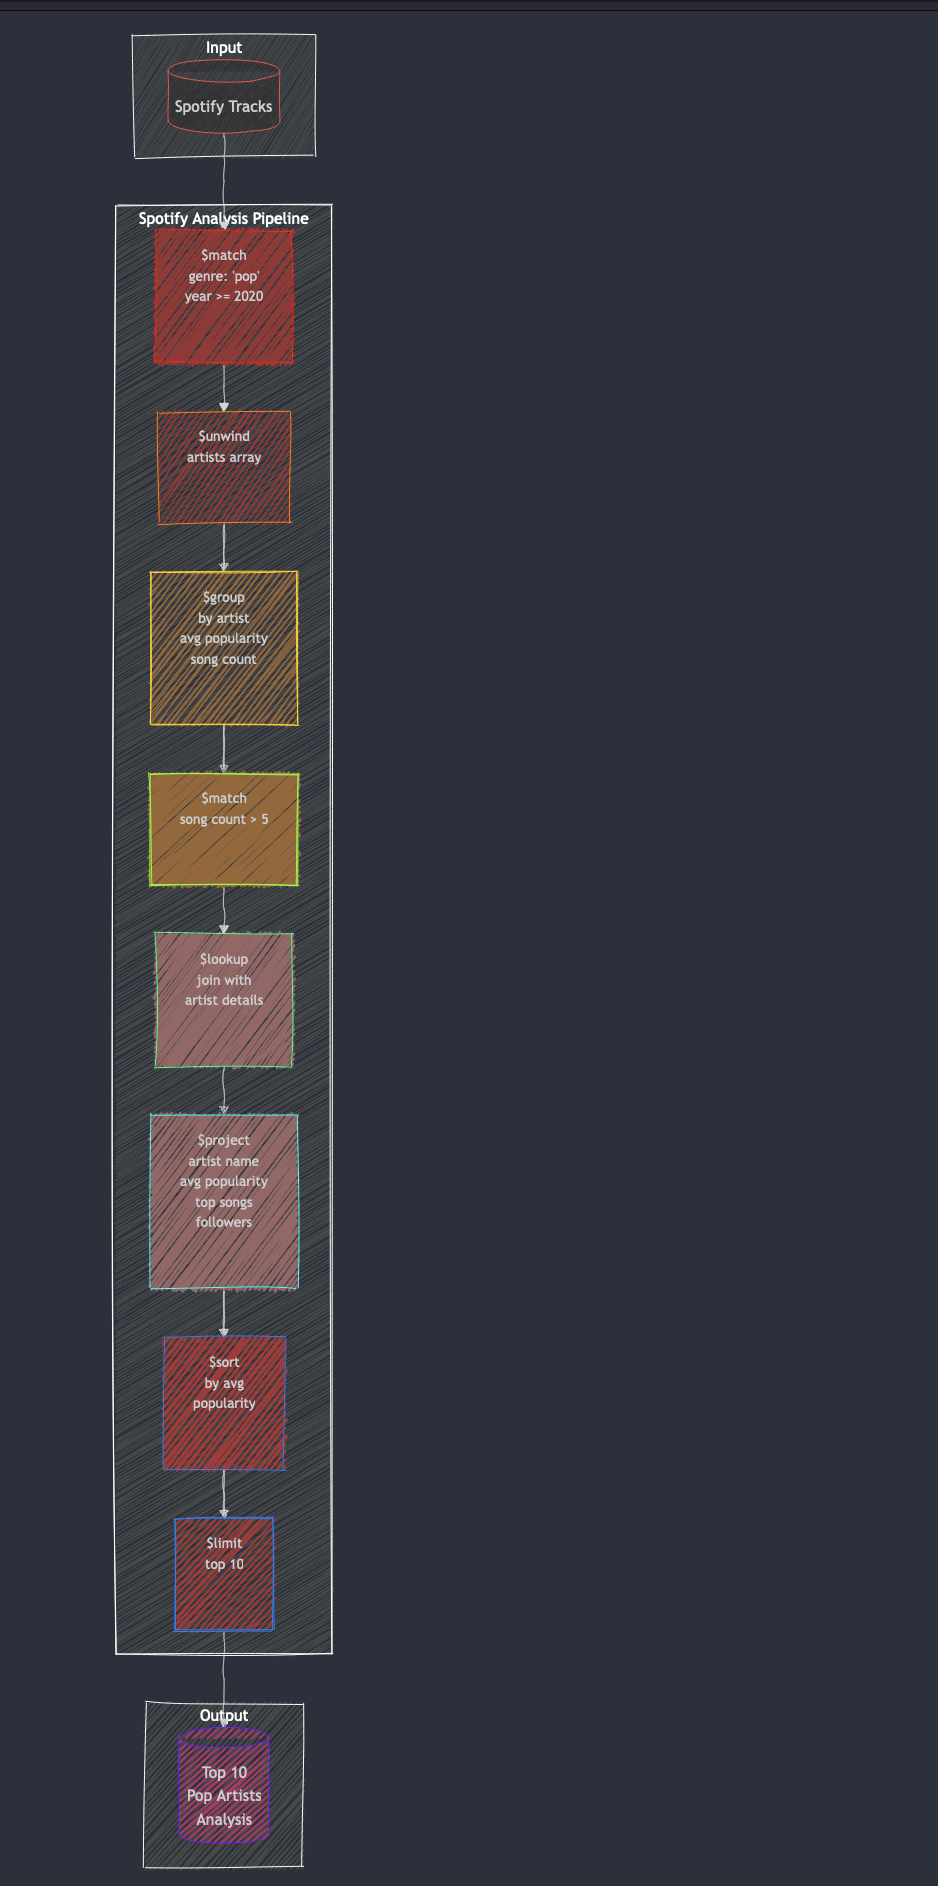 Input
Spotify Tracks
Spotify Analysis Pipeline
$match
genre: 'pop'
year >= 2020
$unwind
artists array
$group
by artist
avg popularity
song count
$match
song count > 5
$lookup
join with
artist details
$project
artist name
avg popularity
top songs
followers
$sort
by avg
popularity
$limit
top 10
Output
Top 10
Pop Artists
Analysis